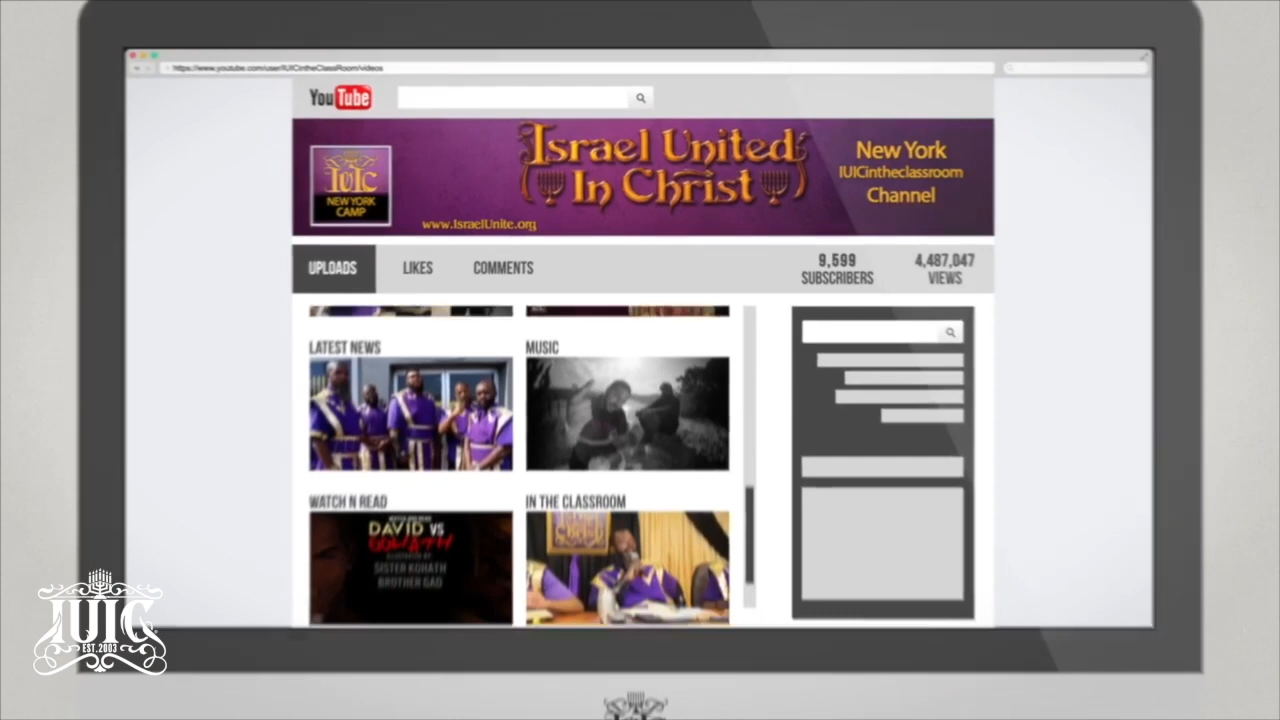 https://www.youtube.com/user/IUICintheClassRoom/videos
YouTube
Israel United
In Christ
New York
IUICintheclassroom
Channel
IUIC
NEW YORK
CAMP
www.IsraelUnite.org
UPLOADS
LIKES
COMMENTS
9,599
SUBSCRIBERS
4,487,047
VIEWS
LATEST NEWS
MUSIC
WATCH N READ
IN THE CLASSROOM
DAVID VS
GOLIATH
ILLUSTRATED BY
SISTER KOHATH
BROTHER GAD
IUIC
EST. 2003